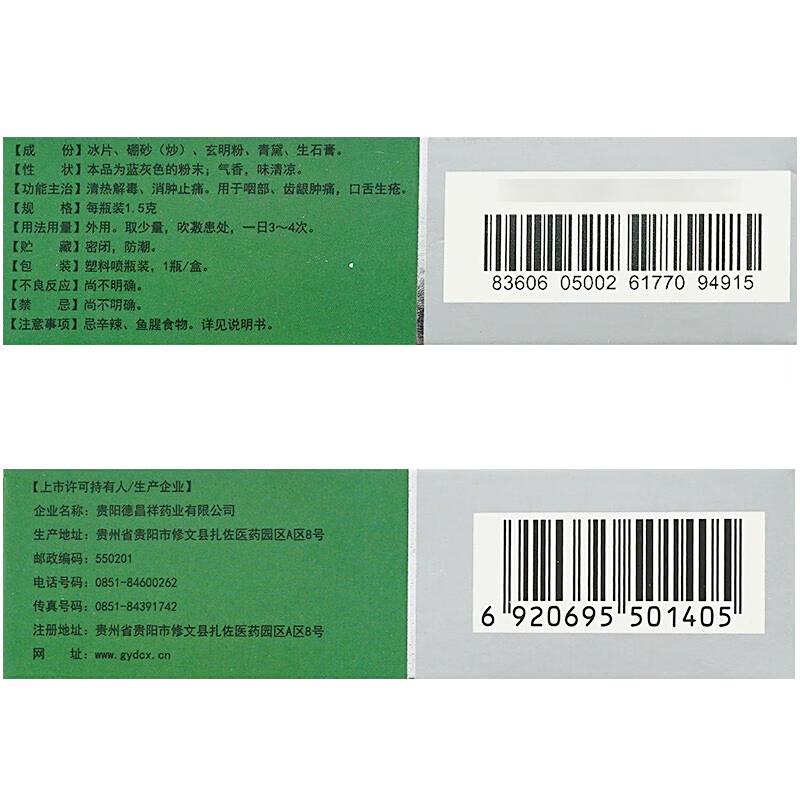 【成　份】冰片、硼砂（炒）、玄明粉、青黛、生石膏。
【性　状】本品为蓝灰色的粉末；气香，味清凉。
【功能主治】清热解毒、消肿止痛。用于咽部、齿龈肿痛，口舌生疮。
【规　格】每瓶装1.5克
【用法用量】外用。取少量，吹敷患处，一日3～4次。
【贮　藏】密闭，防潮。
【包　装】塑料喷瓶装，1瓶/盒。
【不良反应】尚不明确。
【禁　忌】尚不明确。
【注意事项】忌辛辣、鱼腥食物。详见说明书。
83606 05002 61770 94915
【上市许可持有人/生产企业】
企业名称：贵阳德昌祥药业有限公司
生产地址：贵州省贵阳市修文县扎佐医药园区A区8号
邮政编码：550201
电话号码：0851-84600262
传真号码：0851-84391742
注册地址：贵州省贵阳市修文县扎佐医药园区A区8号
网　址：www.gydcx.cn
6 920695 501405